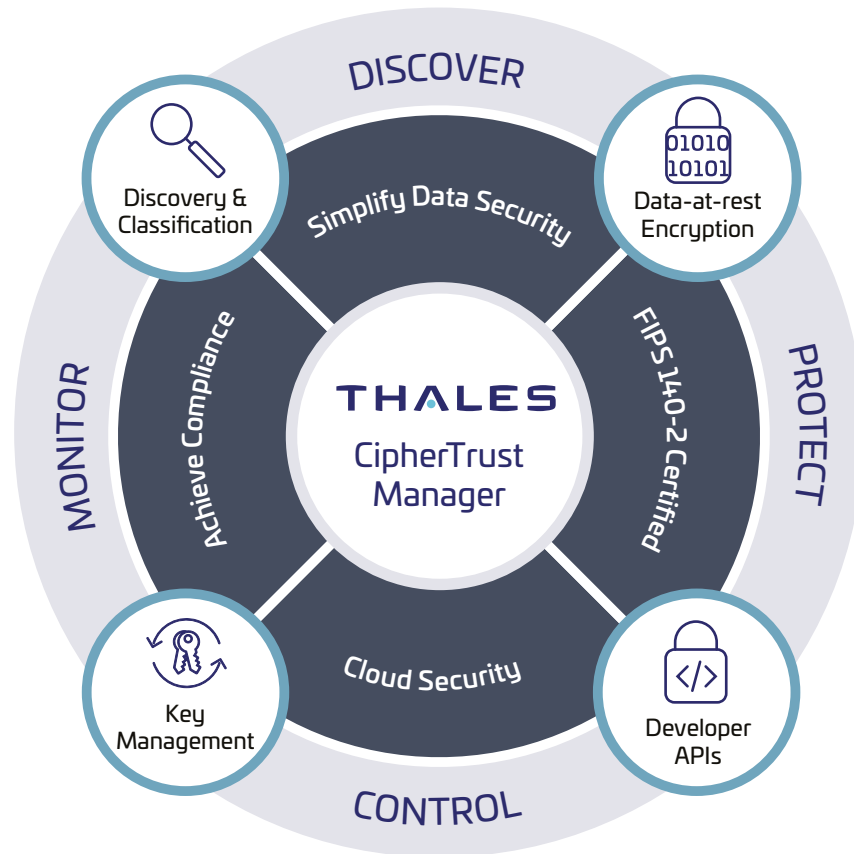 DISCOVER
Discovery &
Classification
01010
10101
Data-at-rest
Encryption
Simplify Data Security
MONITOR
Achieve Compliance
THALES
CipherTrust
Manager
FIPS 140-2 Certified
PROTECT
Cloud Security
Key
Management
</>
Developer
APIs
CONTROL